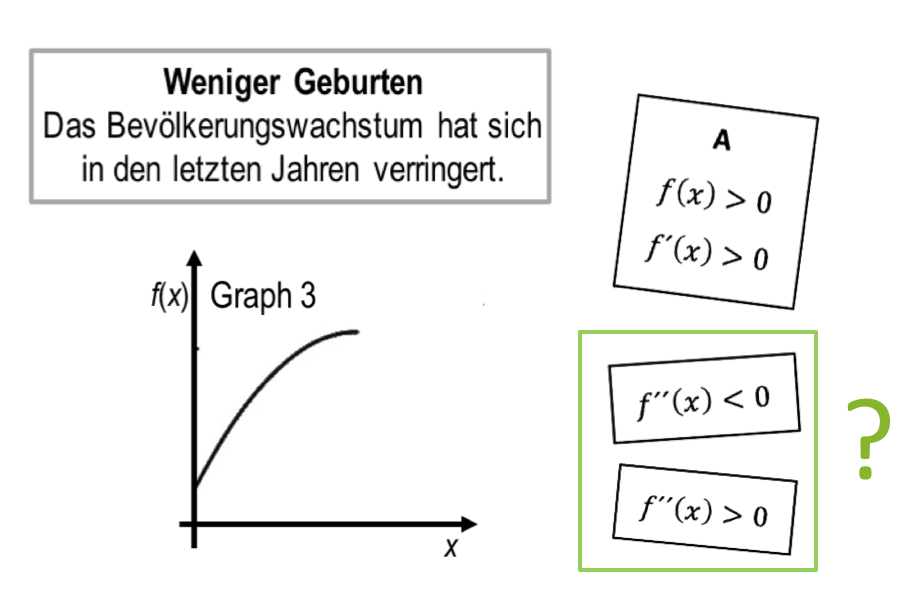 Weniger Geburten
Das Bevölkerungswachstum hat sich
in den letzten Jahren verringert.
A
f(x) > 0
f′(x) > 0
f(x)
Graph 3
x
f′′(x) < 0
f′′(x) > 0
?